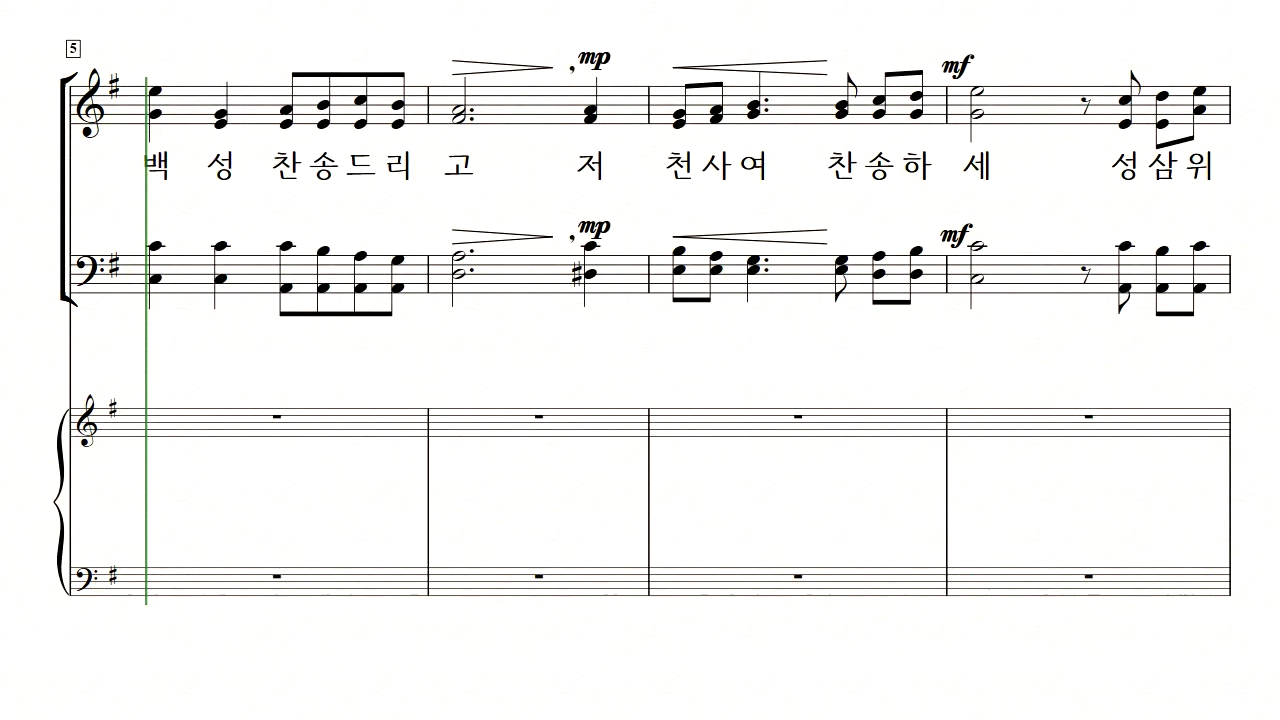 5
mp mf
백 성 찬 송 드 리 고 저 천 사 여 찬 송 하 세 성 삼 위
mp mf